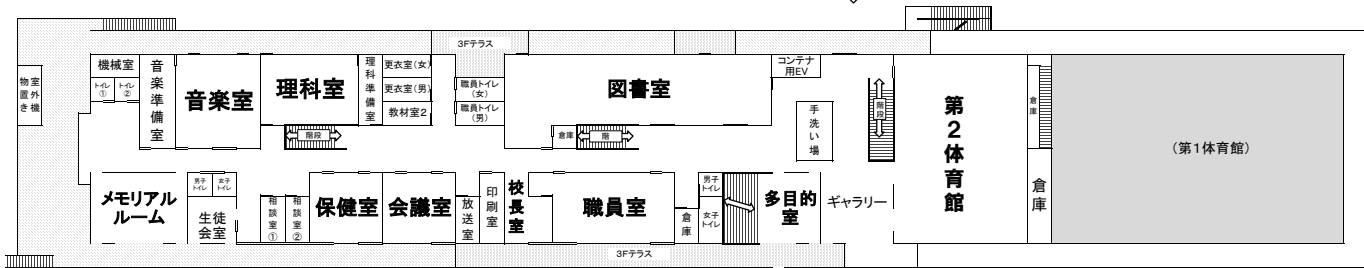 3Fテラス
機械室
トイレ
①
トイレ
②
音楽準備室
音楽室
理科室
理科準備室
更衣室(女)
更衣室(男)
教材室2
職員トイレ
(女)
職員トイレ
(男)
図書室
コンテナ
用EV
手洗い場
階段
第2体育館
倉庫
(第1体育館)
室外機
物置き
階段
倉庫
階
倉庫
メモリアル
ルーム
男子
トイレ
女子
トイレ
生徒
会室
相談室①
相談室②
保健室
会議室
放送室
印刷室
校長室
職員室
倉庫
男子
トイレ
女子
トイレ
多目的
室
ギャラリー
3Fテラス